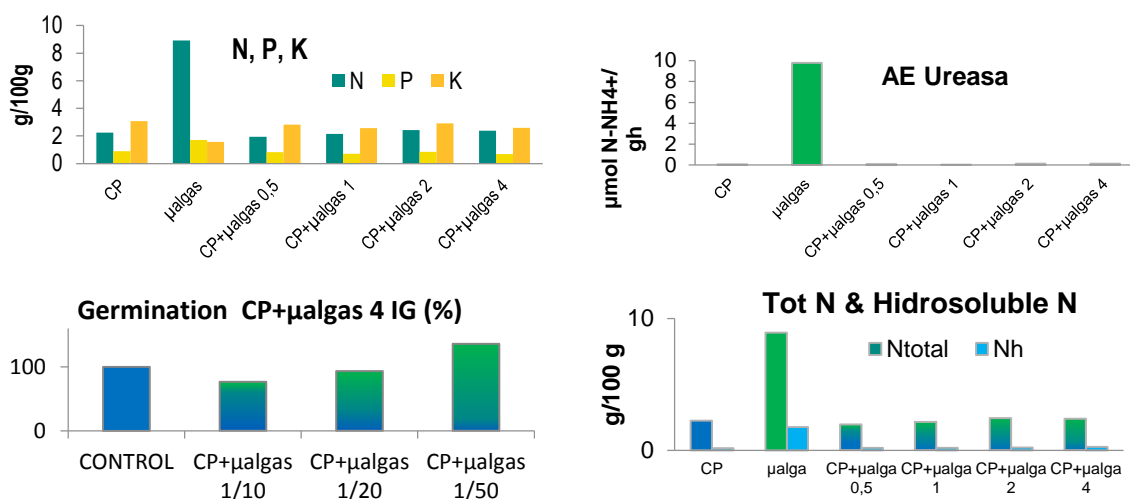 N, P, K
g/100g
10
8
6
4
2
0
N P K
CP
µalgas
CP+µalgas 0,5
CP+µalgas 1
CP+µalgas 2
CP+µalgas 4
AE Ureasa
µmol N-NH4+/
gh
10
8
6
4
2
0
CP
µalgas
CP+µalgas 0,5
CP+µalgas 1
CP+µalgas 2
CP+µalgas 4
Germination CP+µalgas 4 IG (%)
100
0
CONTROL
CP+µalgas
1/10
CP+µalgas
1/20
CP+µalgas
1/50
Tot N & Hidrosoluble N
g/100 g
10
0
Ntotal Nh
CP
µalga
CP+µalga
0,5
CP+µalga
1
CP+µalga
2
CP+µalga
4